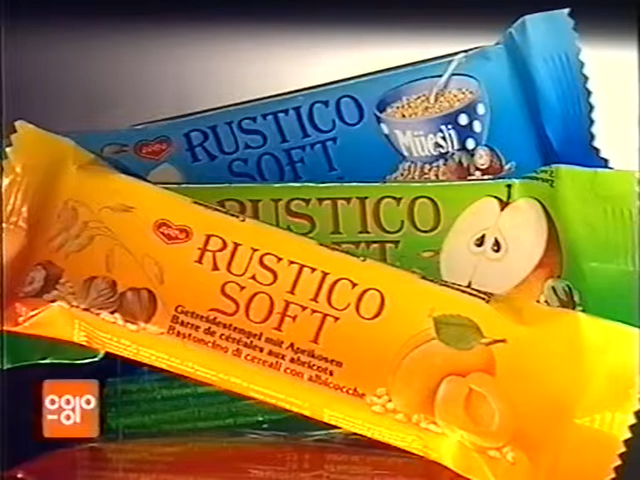 RUSTICO
SOFT
Müesli
RUSTICO
RUSTICO
SOFT
Getreidestengel mit Aprikosen
Barre de céréales aux abricots
Bastoncino di cereali con albicocche